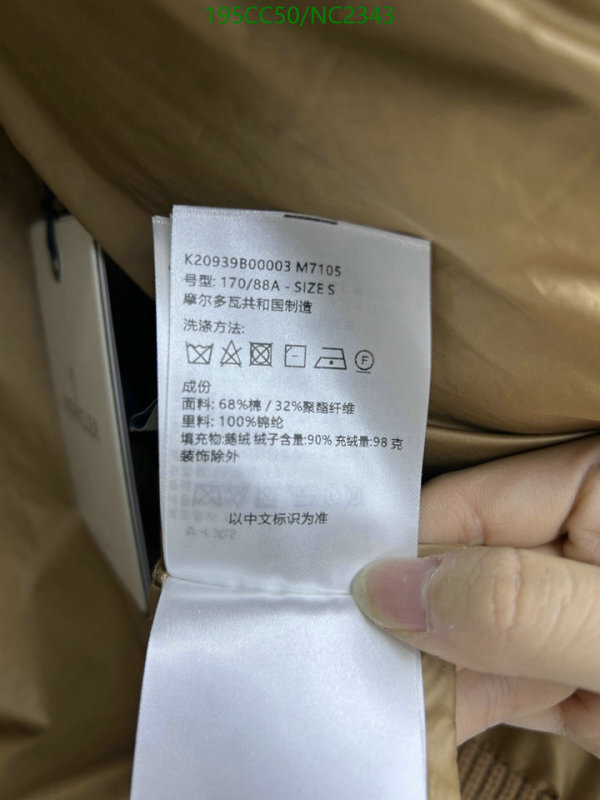 195CC50/NC2343
K20939B00003 M7105
号型: 170/88A - SIZE S
摩尔多瓦共和国制造
洗涤方法:
F
成份
面料: 68%棉 / 32%聚酯纤维
里料: 100%锦纶
填充物:鹅绒 绒子含量:90% 充绒量:98 克
装饰除外
以中文标识为准
MONCLER